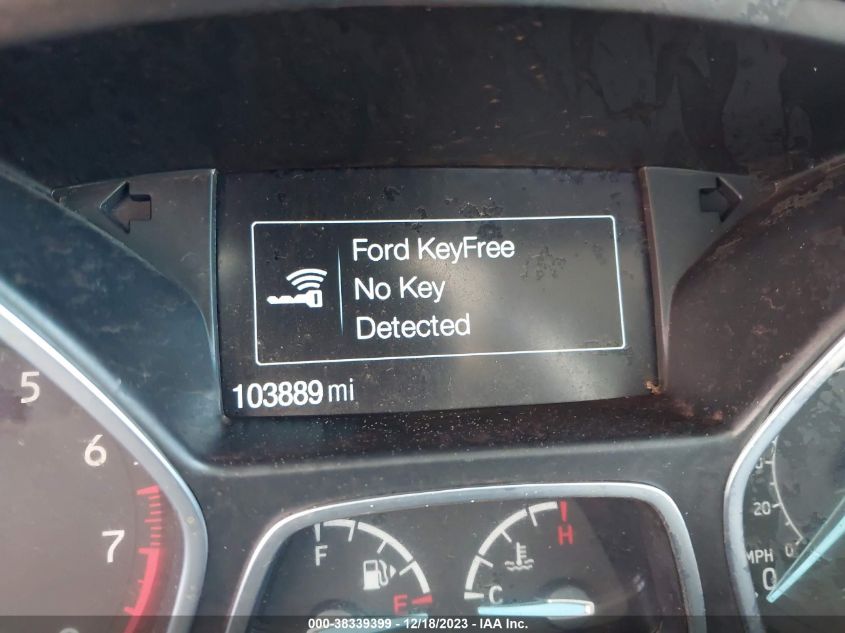 Ford KeyFree
No Key
Detected
103889 mi
5
6
7
F
E
H
C
20
0
MPH
0
000-38339399 - 12/18/2023 - IAA Inc.